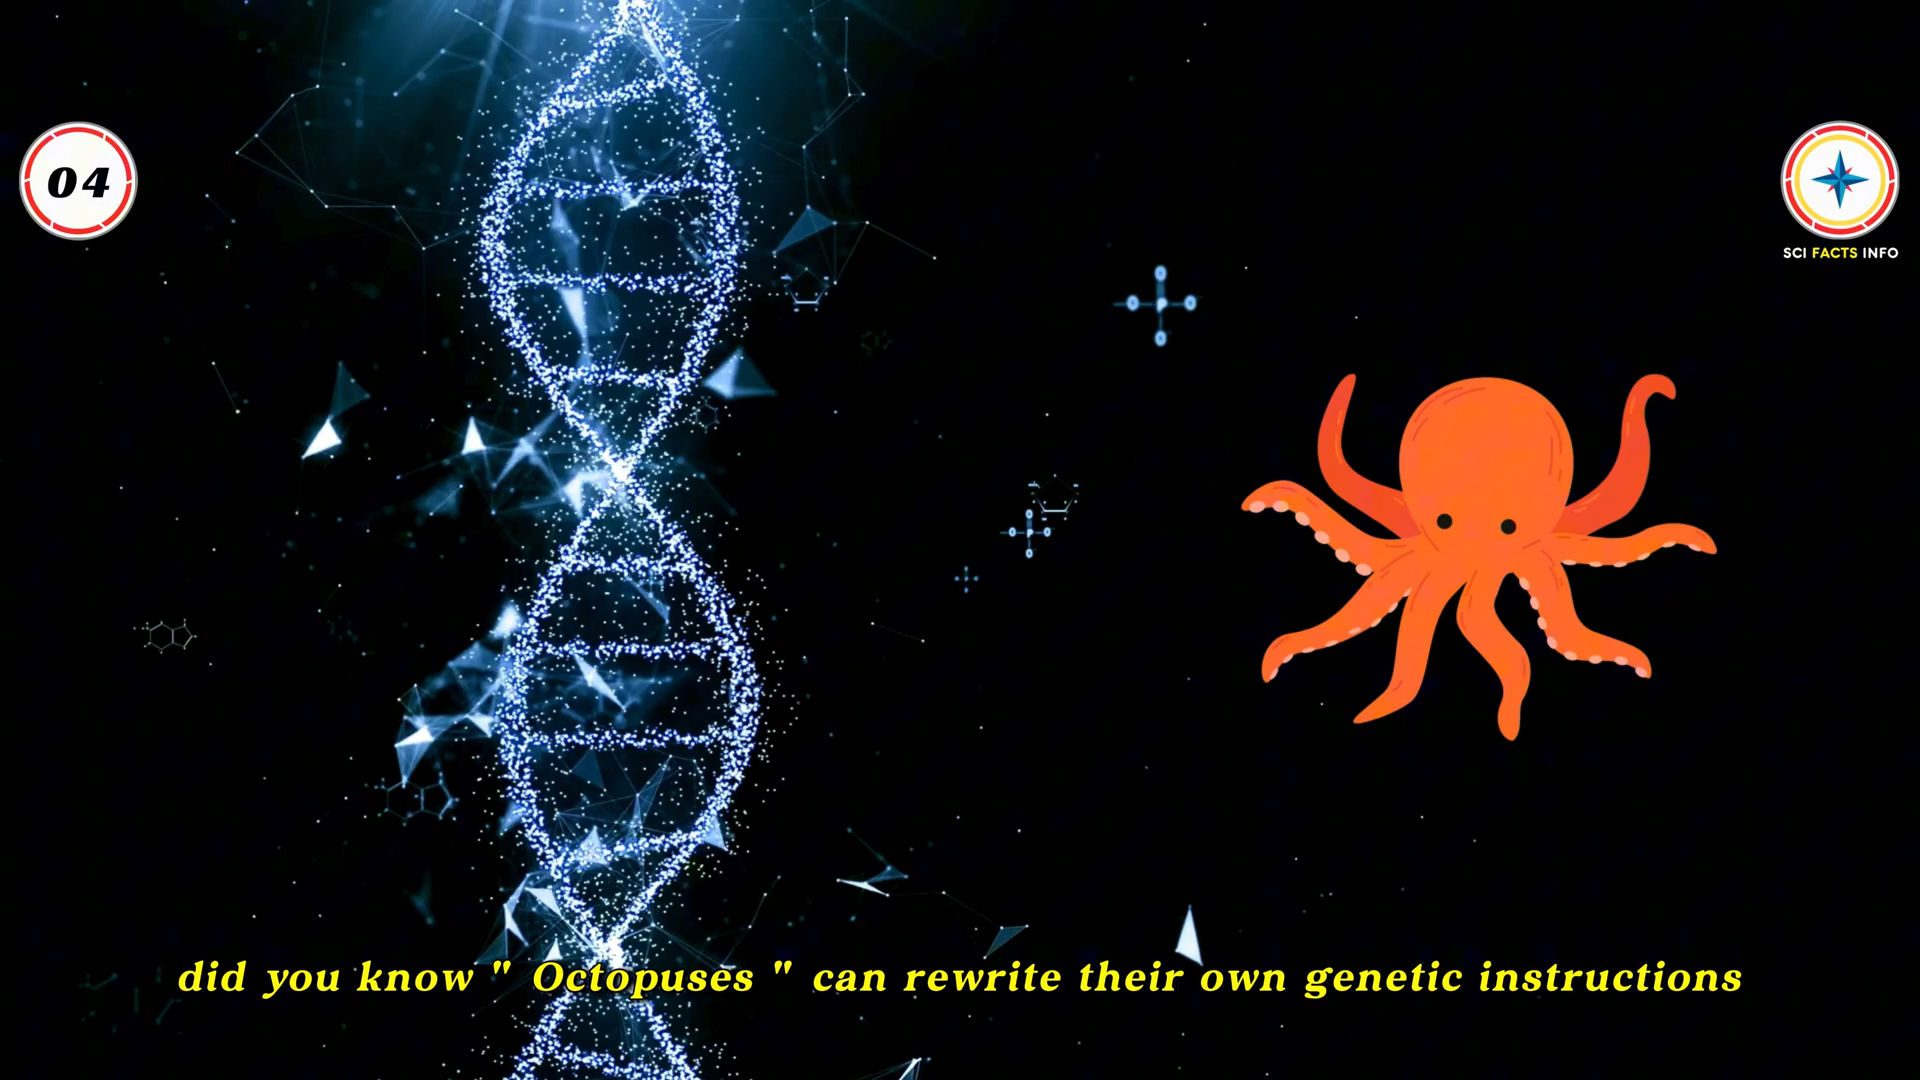 04
SCI FACTS INFO
did you know " Octopuses " can rewrite their own genetic instructions